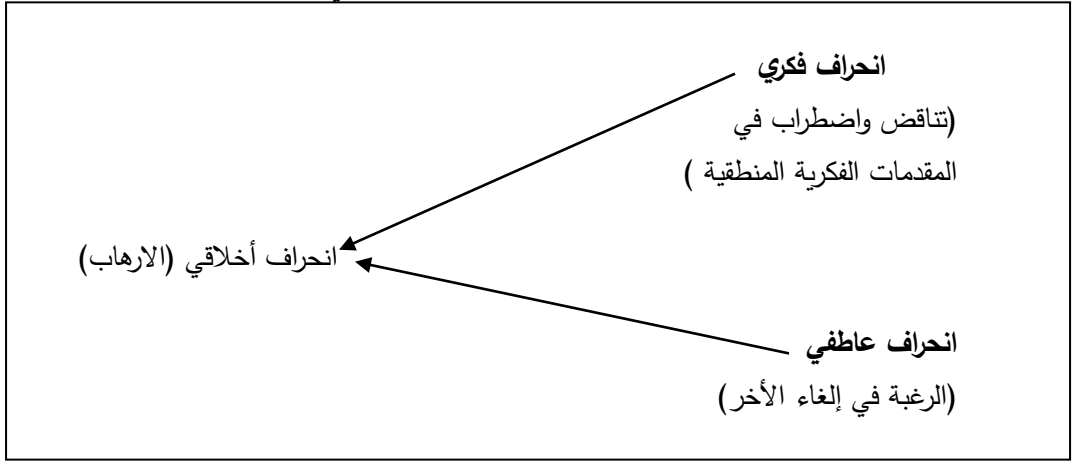 انحراف فكري
(تناقض واضطراب في
المقدمات الفكرية المنطقية )
انحراف أخلاقي (الارهاب)
انحراف عاطفي
(الرغبة في إلغاء الأخر)